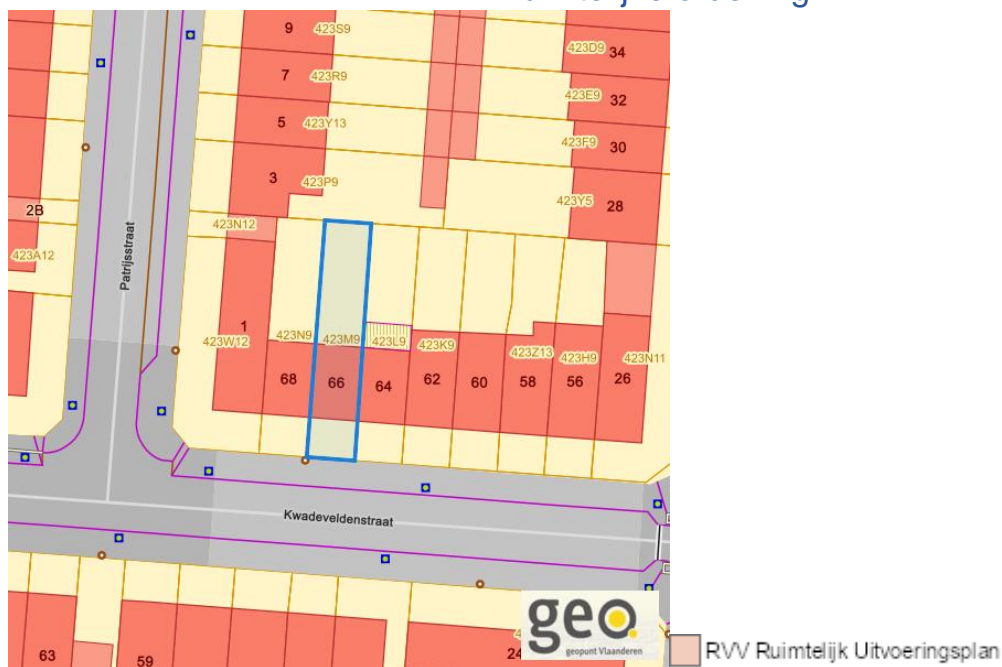 9 423S9
423D9 34
7 423R9
423E9 32
5 423Y13
423F9 30
3 423P9
423Y5 28
2B
423N12
423A12
Patrijsstraat
1
423W12 423N9 423M9 423L9 423K9 423Z13 423H9 423N11
68 66 64 62 60 58 56 26
Kwadeveldenstraat
63 59 24
geo
geopunt Vlaanderen
RVV Ruimtelijk Uitvoeringsplan